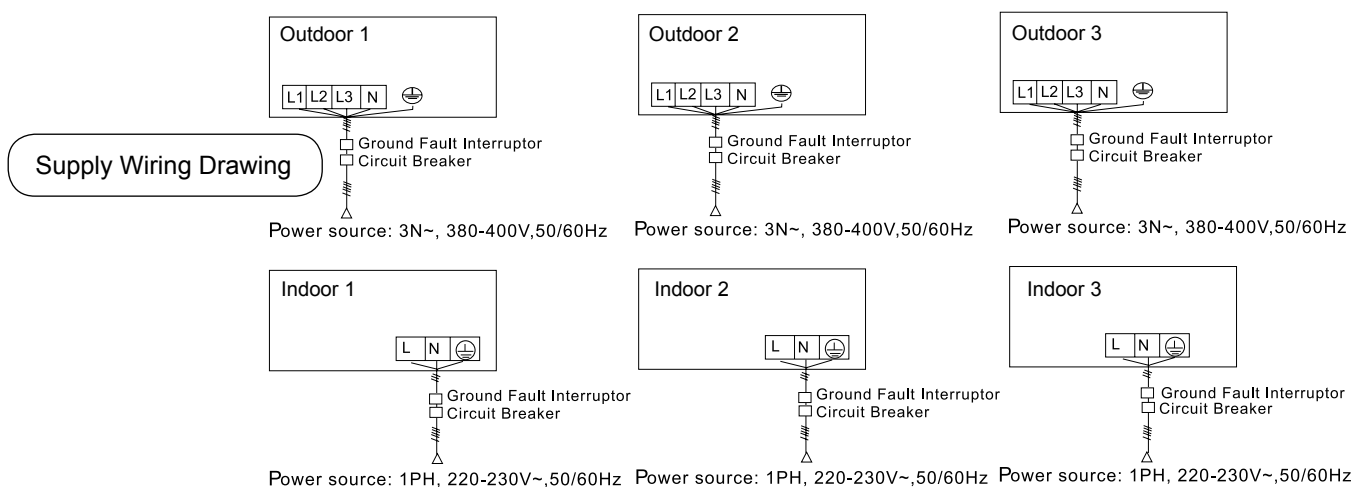 Supply Wiring Drawing
Outdoor 1
L1 L2 L3 N
Ground Fault Interruptor
Circuit Breaker
Power source: 3N~, 380-400V,50/60Hz
Outdoor 2
L1 L2 L3 N
Ground Fault Interruptor
Circuit Breaker
Power source: 3N~, 380-400V,50/60Hz
Outdoor 3
L1 L2 L3 N
Ground Fault Interruptor
Circuit Breaker
Power source: 3N~, 380-400V,50/60Hz
Indoor 1
L N
Ground Fault Interruptor
Circuit Breaker
Power source: 1PH, 220-230V~,50/60Hz
Indoor 2
L N
Ground Fault Interruptor
Circuit Breaker
Power source: 1PH, 220-230V~,50/60Hz
Indoor 3
L N
Ground Fault Interruptor
Circuit Breaker
Power source: 1PH, 220-230V~,50/60Hz